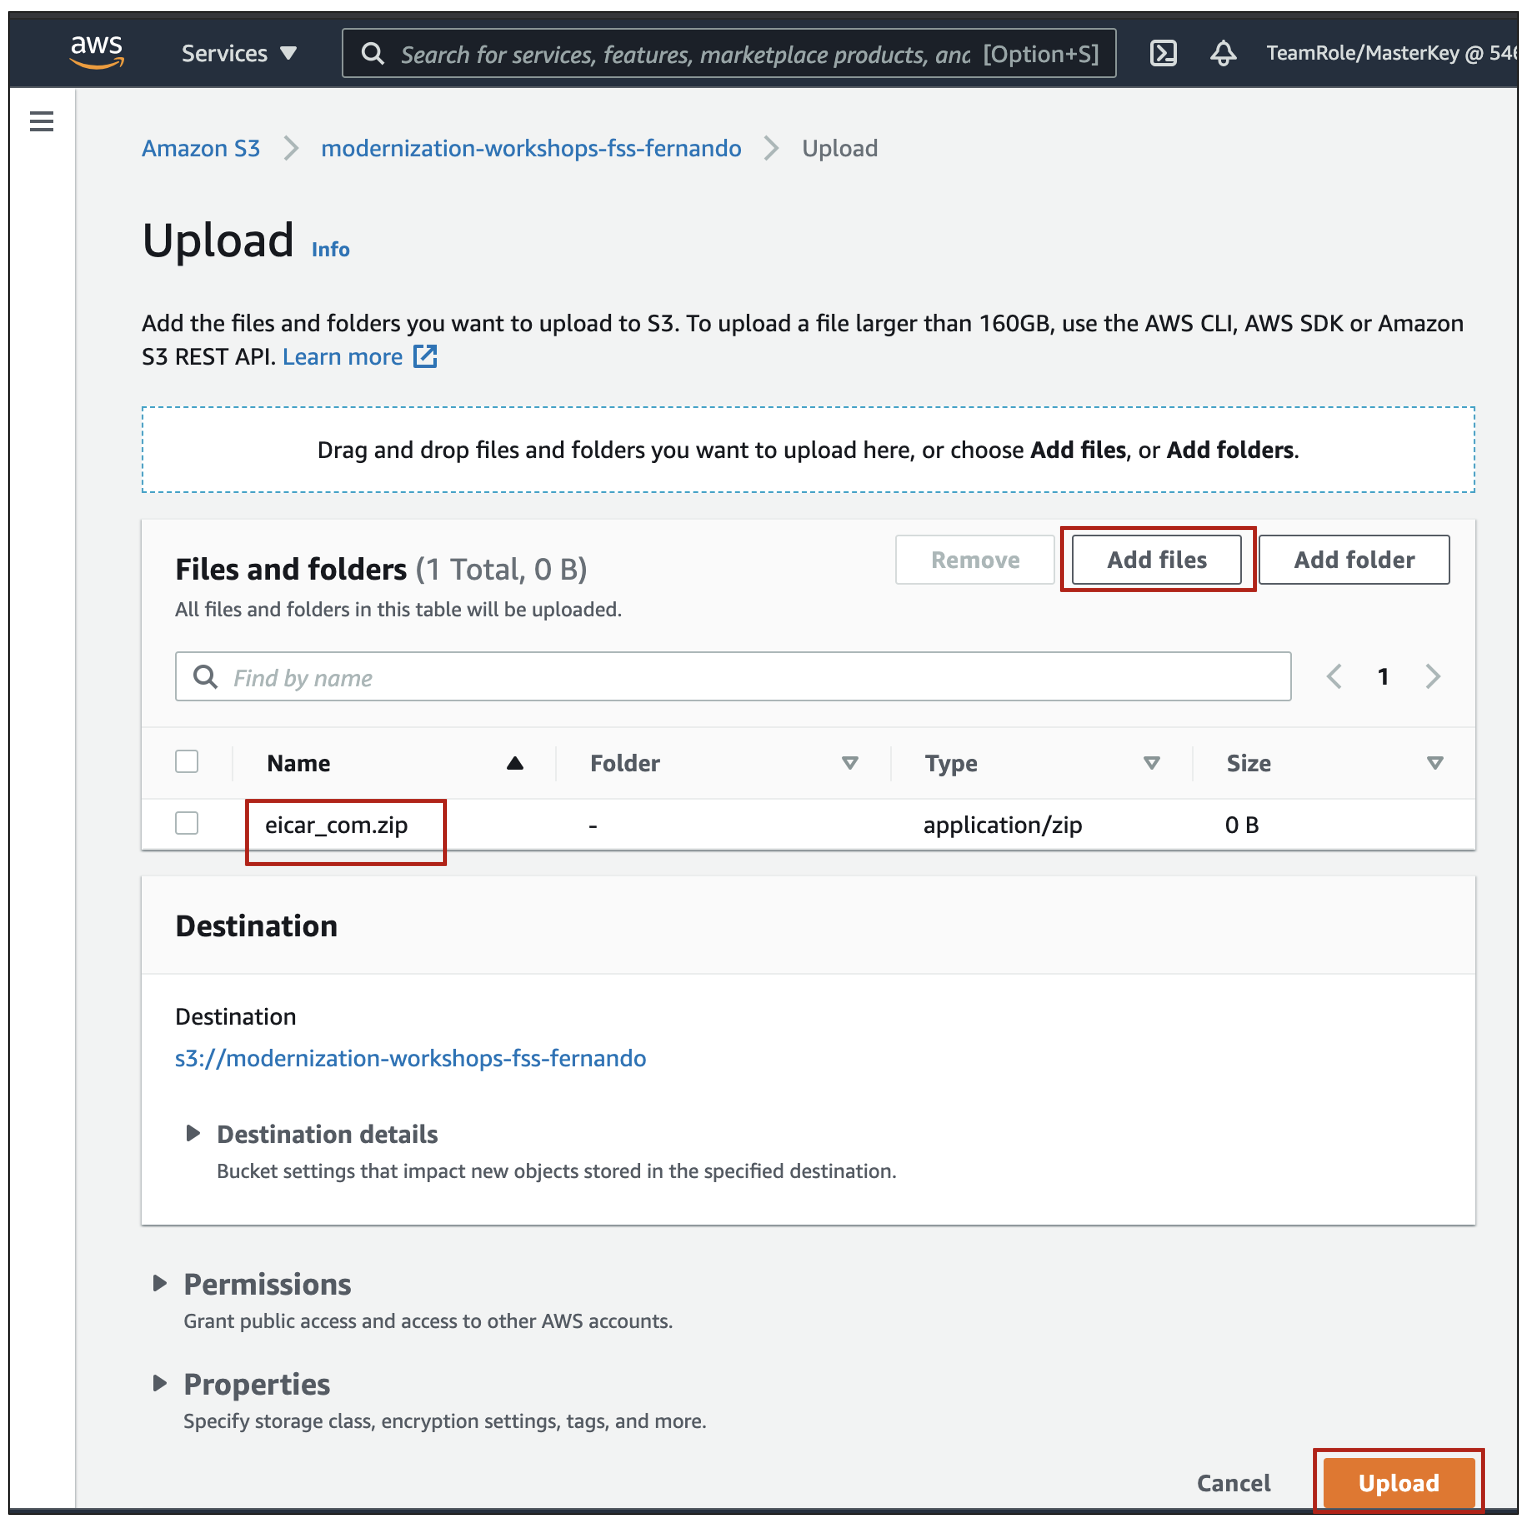 aws Services Search for services, features, marketplace products, and [Option+S] TeamRole/MasterKey @ 546
Amazon S3 modernization-workshops-fss-fernando Upload
Upload Info
Add the files and folders you want to upload to S3. To upload a file larger than 160GB, use the AWS CLI, AWS SDK or Amazon
S3 REST API. Learn more
Drag and drop files and folders you want to upload here, or choose Add files, or Add folders.
Files and folders (1 Total, 0 B) Remove Add files Add folder
All files and folders in this table will be uploaded.
Find by name 1
Name Folder Type Size
eicar_com.zip - application/zip 0 B
Destination
Destination
s3://modernization-workshops-fss-fernando
Destination details
Bucket settings that impact new objects stored in the specified destination.
Permissions
Grant public access and access to other AWS accounts.
Properties
Specify storage class, encryption settings, tags, and more.
Cancel Upload